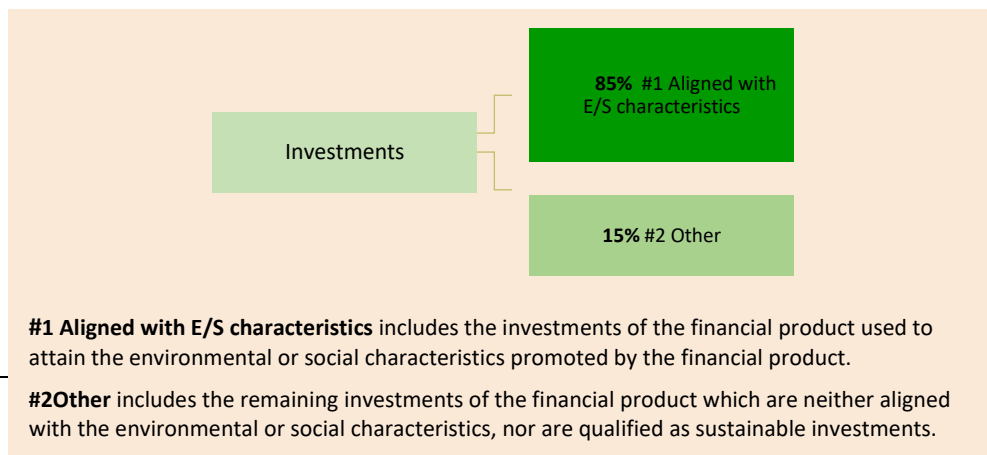 85% #1 Aligned with
E/S characteristics
Investments
15% #2 Other
#1 Aligned with E/S characteristics includes the investments of the financial product used to
attain the environmental or social characteristics promoted by the financial product.
#2Other includes the remaining investments of the financial product which are neither aligned
with the environmental or social characteristics, nor are qualified as sustainable investments.